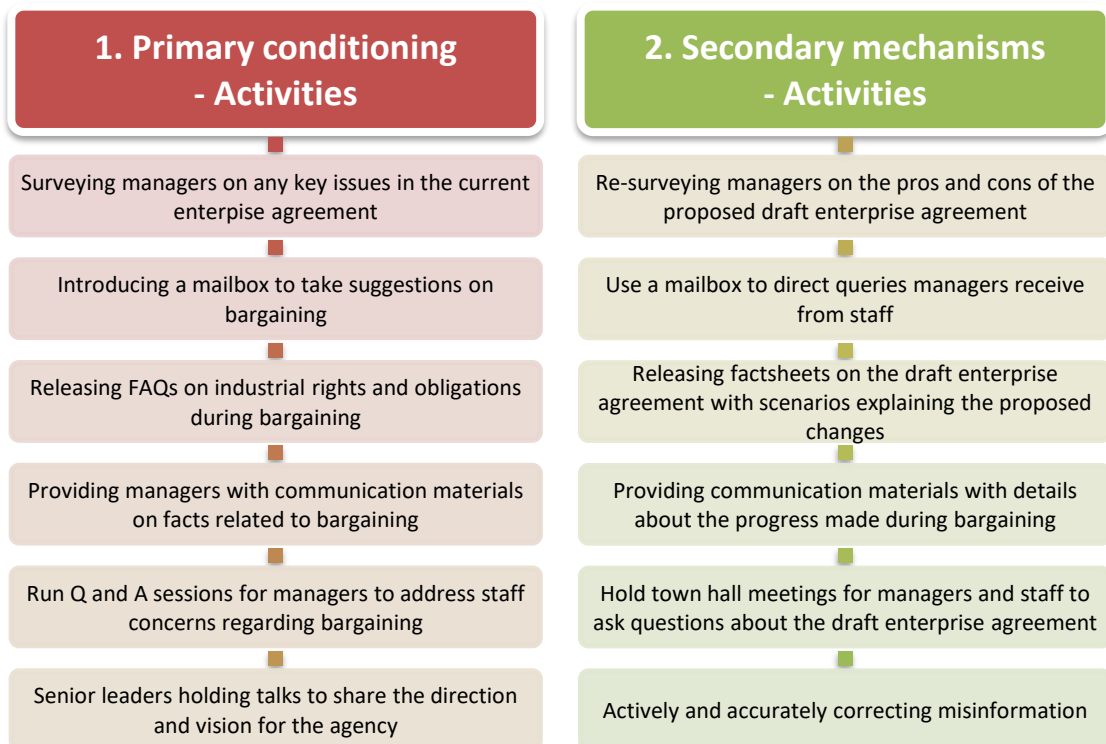 1. Primary conditioning
- Activities
Surveying managers on any key issues in the current
enterpise agreement
Introducing a mailbox to take suggestions on
bargaining
Releasing FAQs on industrial rights and obligations
during bargaining
Providing managers with communication materials
on facts related to bargaining
Run Q and A sessions for managers to address staff
concerns regarding bargaining
Senior leaders holding talks to share the direction
and vision for the agency
2. Secondary mechanisms
- Activities
Re-surveying managers on the pros and cons of the
proposed draft enterprise agreement
Use a mailbox to direct queries managers receive
from staff
Releasing factsheets on the draft enterprise
agreement with scenarios explaining the proposed
changes
Providing communication materials with details
about the progress made during bargaining
Hold town hall meetings for managers and staff to
ask questions about the draft enterprise agreement
Actively and accurately correcting misinformation